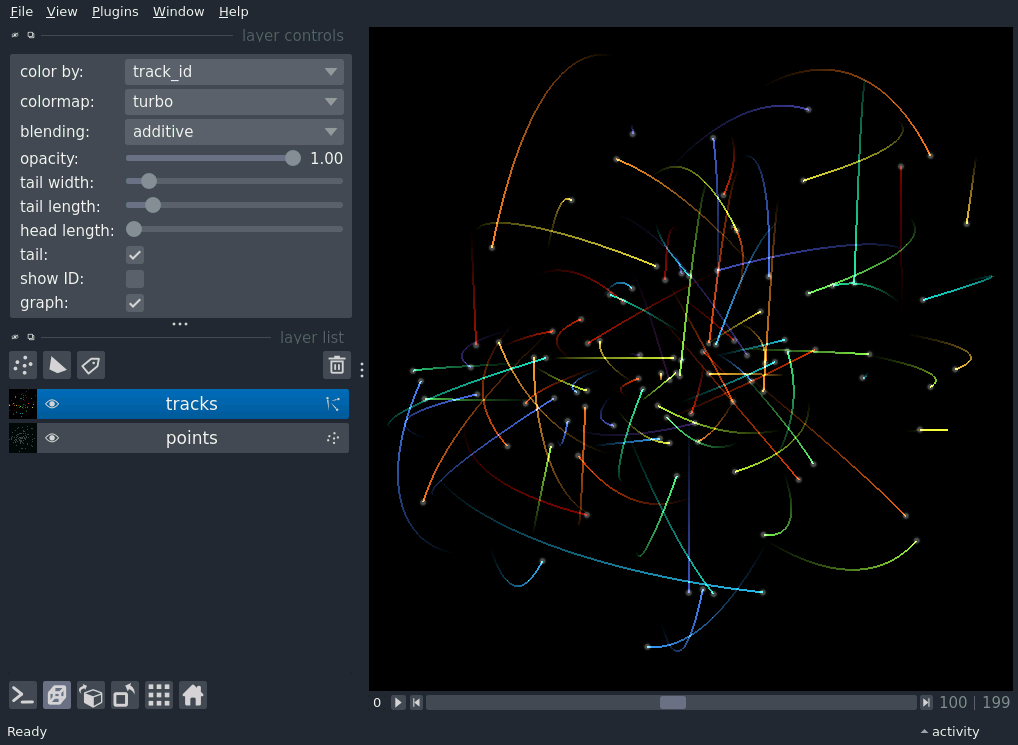 File View Plugins Window Help
layer controls
color by: track_id
colormap: turbo
blending: additive
opacity: 1.00
tail width:
tail length:
head length:
tail:
show ID:
graph:
layer list
tracks
points
0 100 | 199
Ready activity